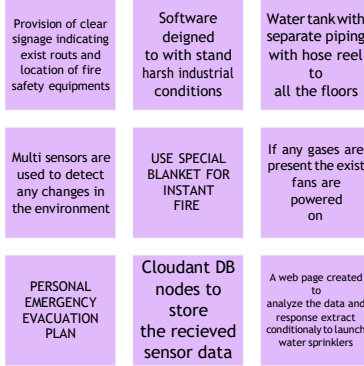 Provision of clear
signage indicating
exist routs and
location of fire
safety equipments
Software
deigned
to with stand
harsh industrial
conditions
Water tank with
separate piping
with hose reel
to
all the floors
Multi sensors are
used to detect
any changes in
the environment
USE SPECIAL
BLANKET FOR
INSTANT
FIRE
If any gases are
present the exist
fans are
powered
on
PERSONAL
EMERGENCY
EVACUATION
PLAN
Cloudant DB
nodes to
store
the recieved
sensor data
A web page created
to
analyze the data and
response extract
conditionaly to launch
water sprinklers